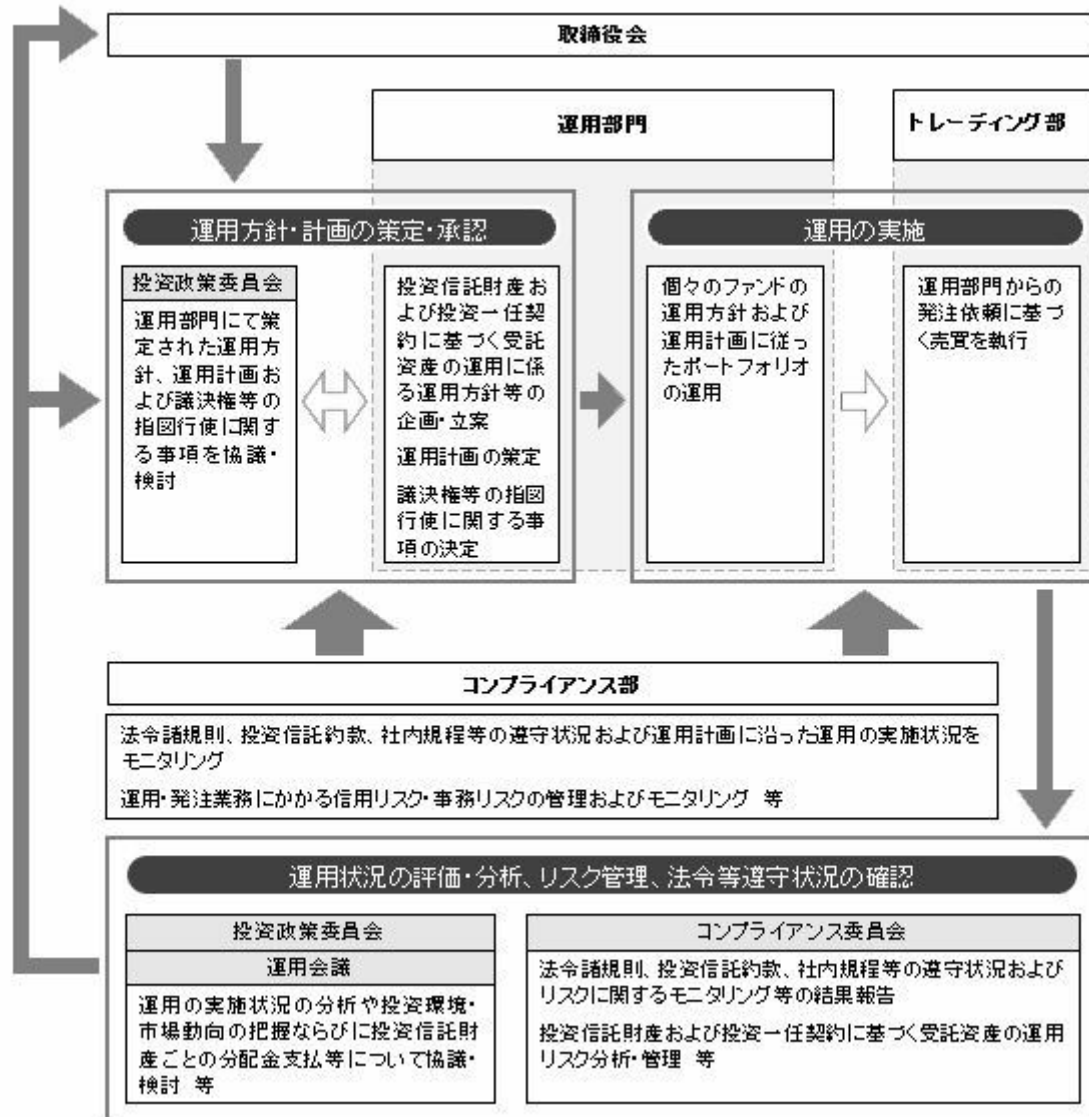 取締役会
運用部門
トレーディング部
運用方針・計画の策定・承認
投資政策委員会
運用部門にて策
定された運用方
針、運用計画お
よび議決権等の
指図行使に関す
る事項を協議・
検討
投資信託財産お
よび投資一任契
約に基づく受託
資産の運用に係
る運用方針等の
企画・立案
運用計画の策定
議決権等の指図
行使に関する事
項の決定
運用の実施
個々のファンドの
運用方針および
運用計画に従っ
たポートフォリオ
の運用
運用部門からの
発注依頼に基づ
く売買を執行
コンプライアンス部
法令諸規則、投資信託約款、社内規程等の遵守状況および運用計画に沿った運用の実施状況を
モニタリング
運用・発注業務にかかる信用リスク・事務リスクの管理およびモニタリング 等
運用状況の評価・分析、リスク管理、法令等遵守状況の確認
投資政策委員会
運用会議
運用の実施状況の分析や投資環境・
市場動向の把握ならびに投資信託財
産ごとの分配金支払等について協議・
検討 等
コンプライアンス委員会
法令諸規則、投資信託約款、社内規程等の遵守状況および
リスクに関するモニタリング等の結果報告
投資信託財産および投資一任契約に基づく受託資産の運用
リスク分析・管理 等